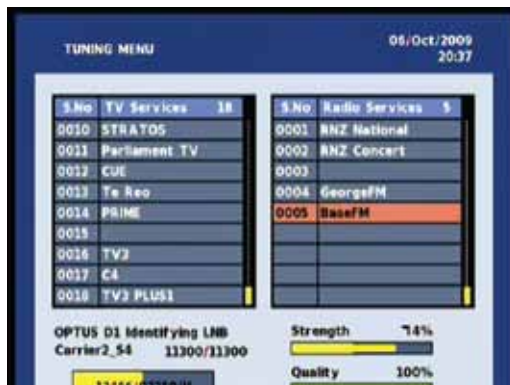 TUNING MENU
06/Oct/2009
20:37
S.No TV Services 18
0010 STRATOS
0011 Parliament TV
0012 CUE
0013 Te Reo
0014 PRIME
0015
0016 TV3
0017 C4
0018 TV3 PLUS1
S.No Radio Services 5
0001 RNZ National
0002 RNZ Concert
0003
0004 GeorgeFM
0005 BaseFM
OPTUS D1 Identifying LNB
Carrier2_54 11300/11300
Strength 74%
Quality 100%